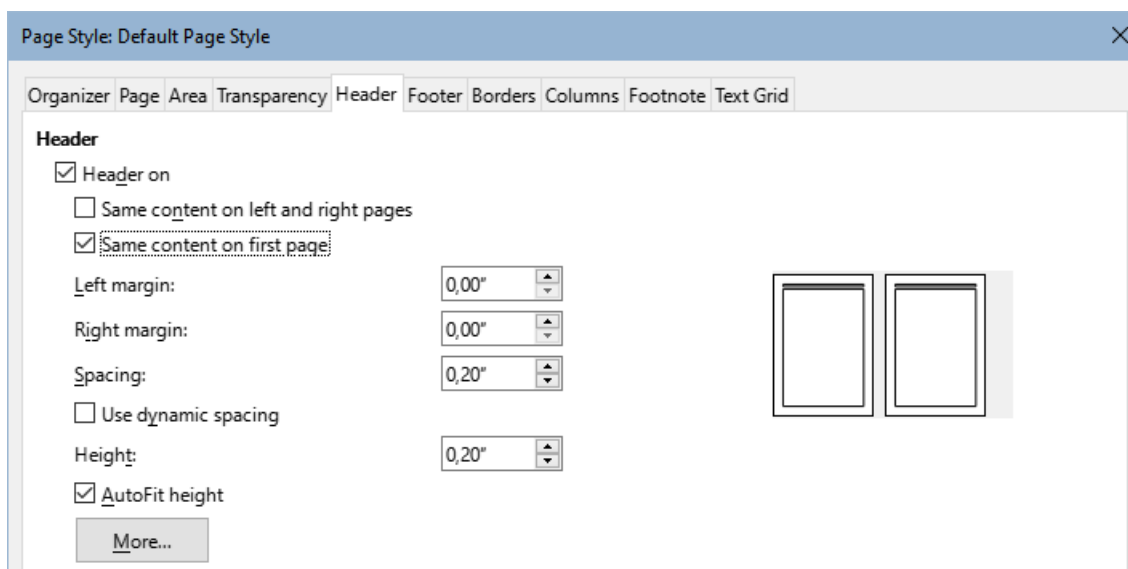 Page Style: Default Page Style
Organizer Page Area Transparency Header Footer Borders Columns Footnote Text Grid
Header
Header on
Same content on left and right pages
Same content on first page
Left margin: 0,00"
Right margin: 0,00"
Spacing: 0,20"
Use dynamic spacing
Height: 0,20"
AutoFit height
More...